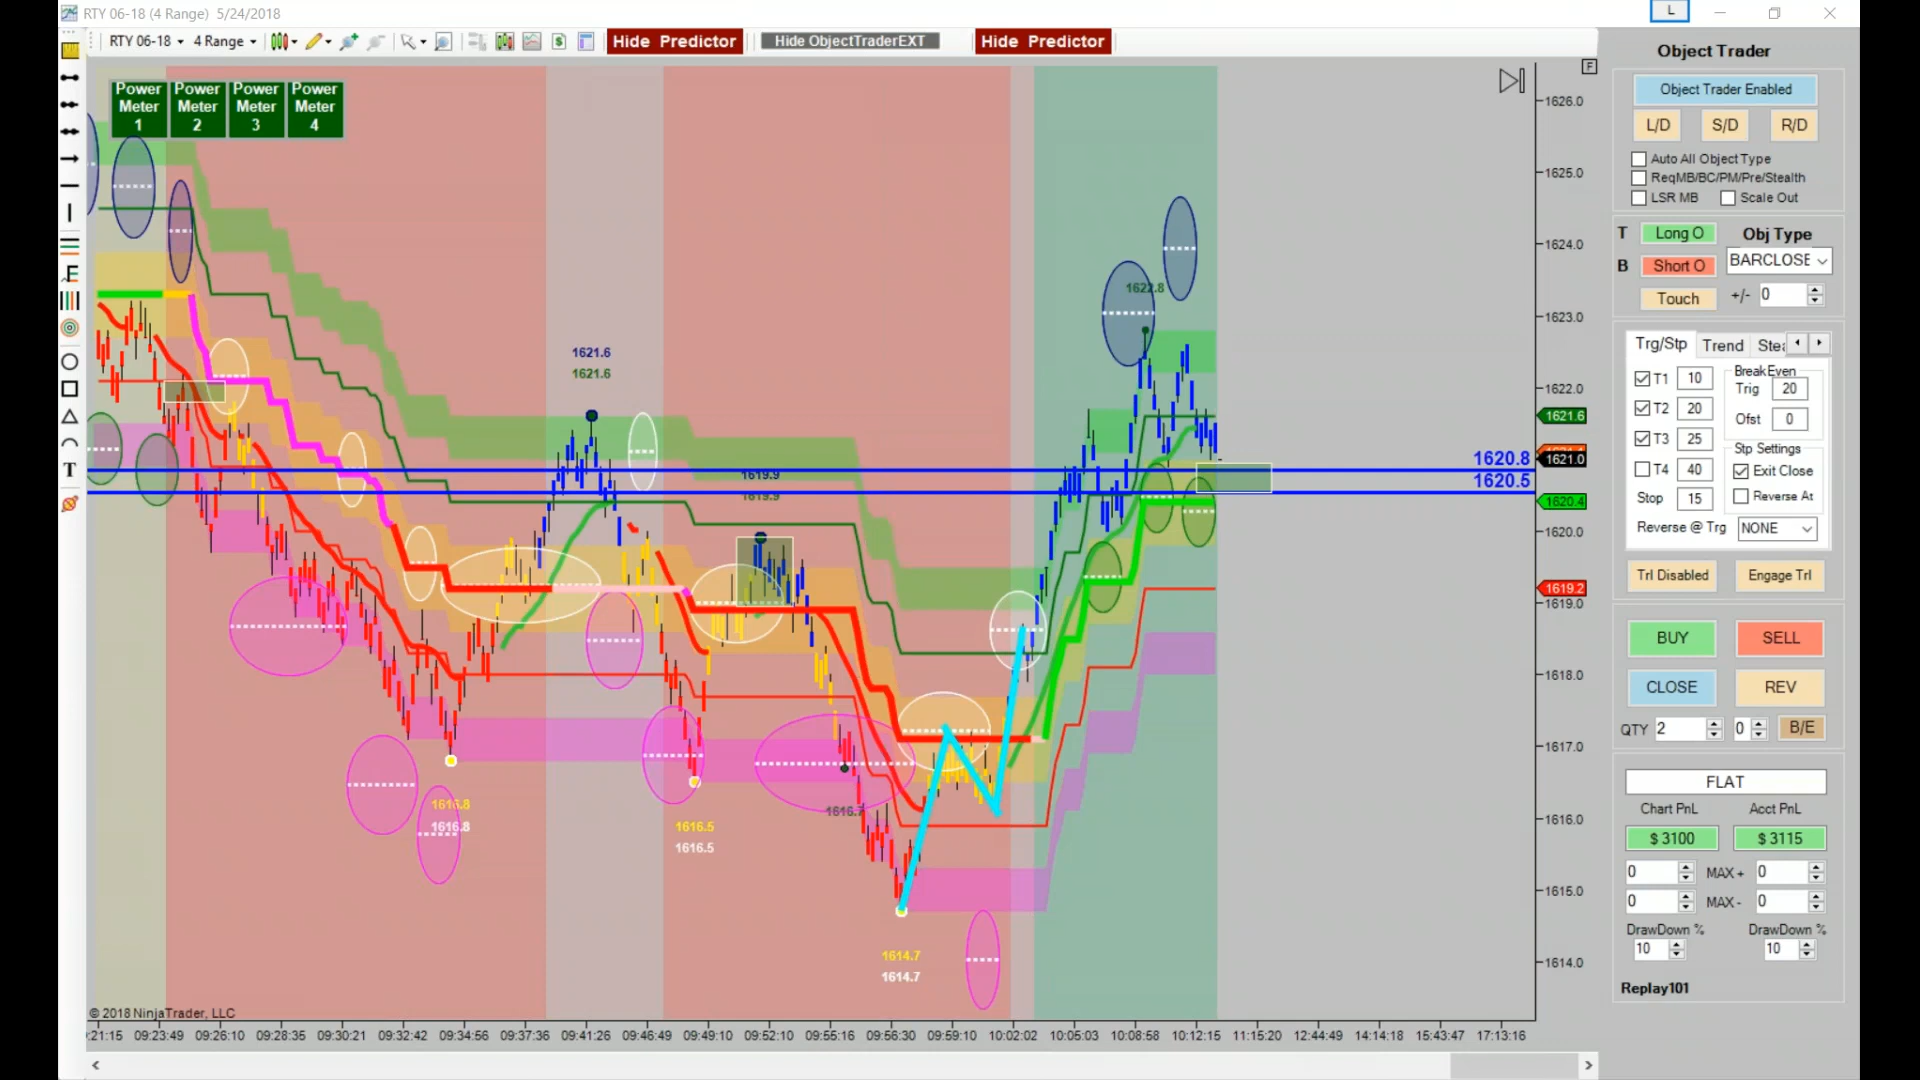 RTY 06-18 (4 Range) 5/24/2018
L
RTY 06-18 4 Range Hide Predictor Hide ObjectTraderEXT Hide Predictor
Power Meter 1
Power Meter 2
Power Meter 3
Power Meter 4
F
E
T
1621.6
1621.6
1619.9
1619.9
1622.8
1616.8
1616.8
1616.5
1616.5
1616.7
1614.7
1614.7
1620.8
1620.5
1626.0
1625.0
1624.0
1623.0
1622.0
1621.6
1621.0
1620.4
1620.0
1619.2
1619.0
1618.0
1617.0
1616.0
1615.0
1614.0
© 2018 NinjaTrader, LLC
:21:15 09:23:49 09:26:10 09:28:35 09:30:21 09:32:42 09:34:56 09:37:36 09:41:26 09:46:49 09:49:10 09:52:10 09:55:16 09:56:30 09:59:10 10:02:02 10:05:03 10:08:58 10:12:15 11:15:20 12:44:49 14:14:18 15:43:47 17:13:16
Object Trader
Object Trader Enabled
L/D S/D R/D
Auto All Object Type
ReqMB/BC/PM/Pre/Stealth
LSR MB Scale Out
T Long O Obj Type
B Short O BARCLOSE
Touch +/- 0
Trg/Stp Trend Stea
T1 10 BreakEven
Trig 20
T2 20 Ofst 0
T3 25 Stp Settings
T4 40 Exit Close
Stop 15 Reverse At
Reverse @ Trg NONE
Trl Disabled Engage Trl
BUY SELL
CLOSE REV
QTY 2 0 B/E
FLAT
Chart PnL Acct PnL
$ 3100 $ 3115
0 MAX + 0
0 MAX - 0
DrawDown % DrawDown %
10 10
Replay101